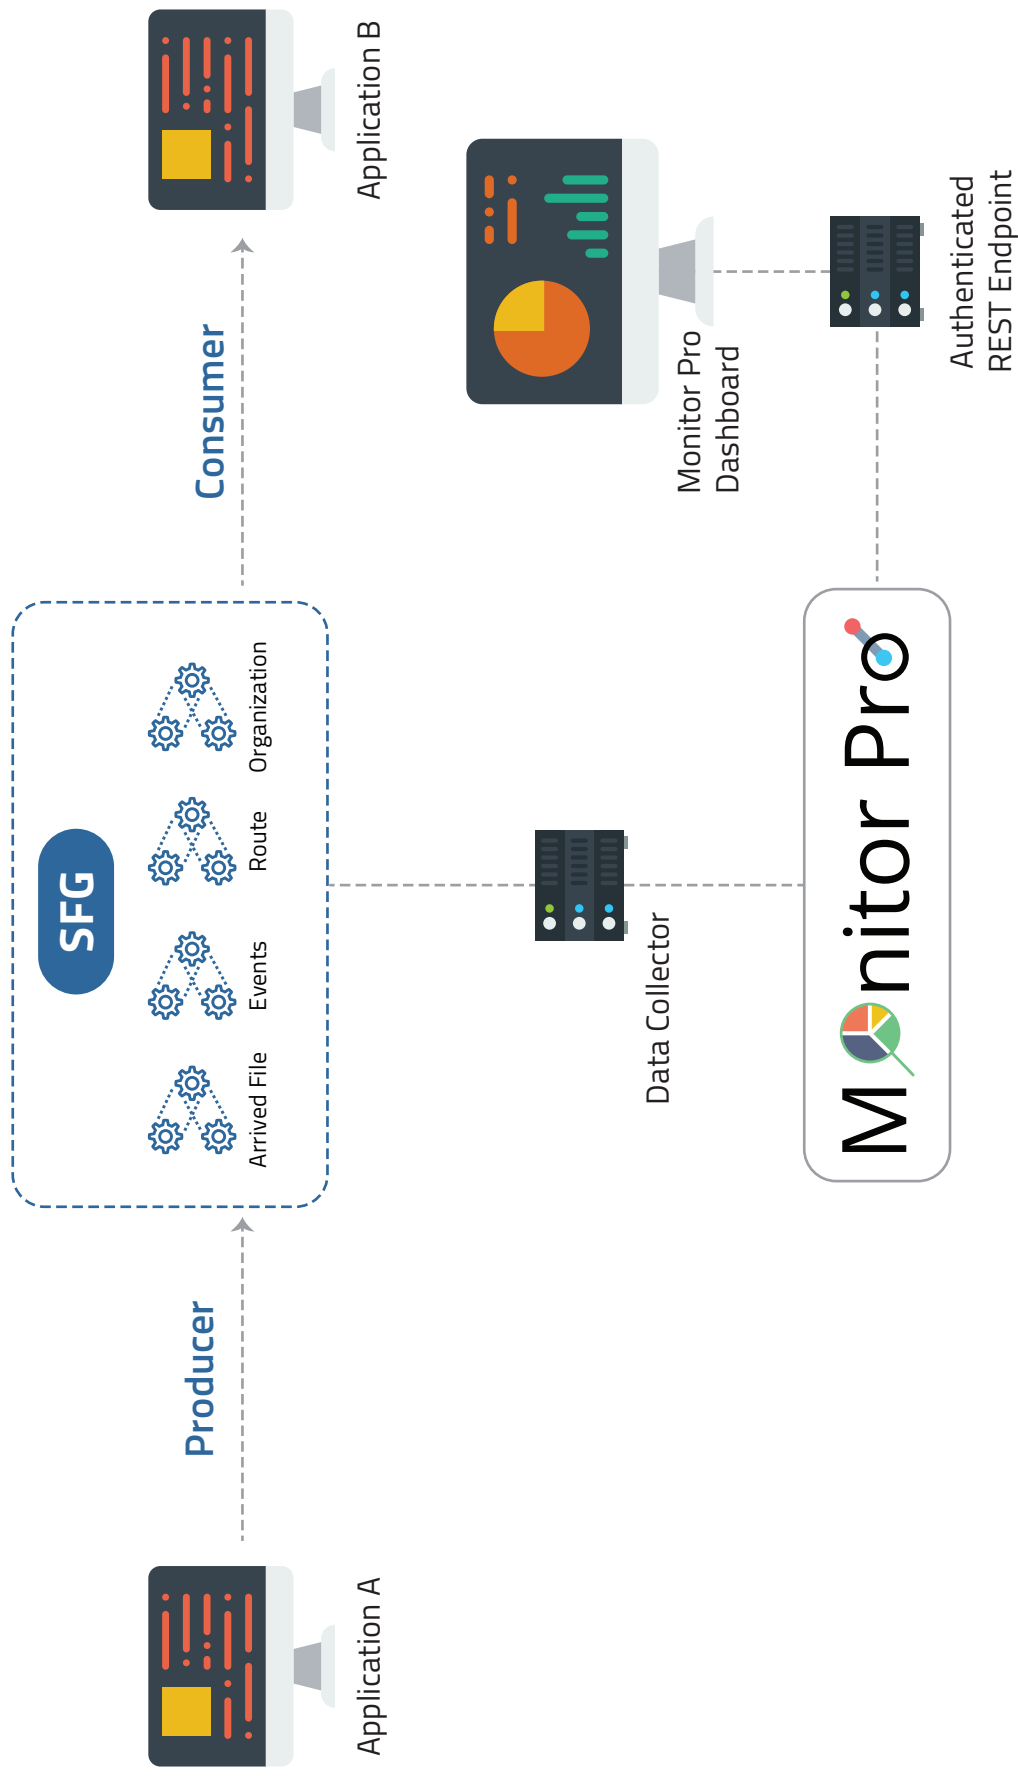 SFG
Producer
Consumer
Arrived File
Events
Route
Organization
Application A
Application B
Data Collector
Monitor Pro
Dashboard
Monitor Pro
Authenticated
REST Endpoint